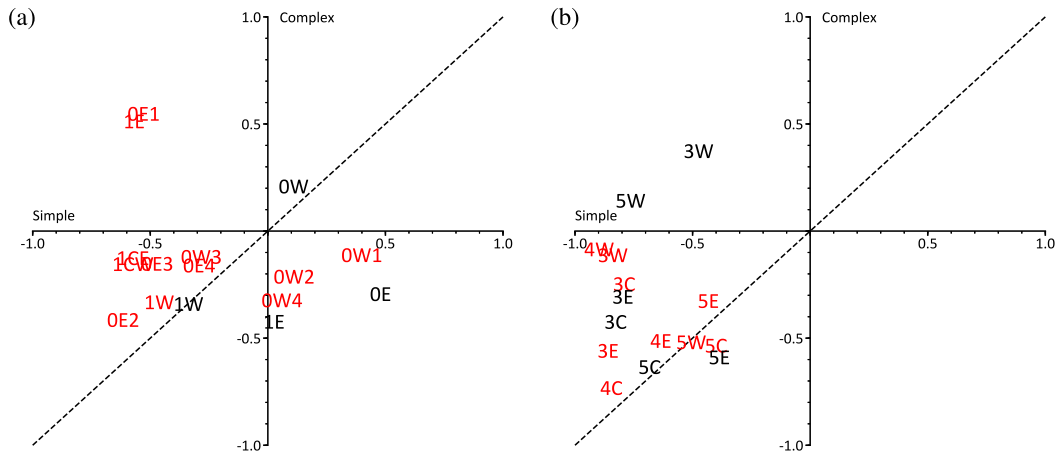 (a)
1.0 Complex
0E1
1E
0.5
0W
Simple
-1.0 -0.5 0.5 1.0
1CE
1CW
0E3
0W3
0E4
0W1
0W2
0W4
0E
1W
1W
0E2
1E
-0.5
-1.0
(b)
1.0 Complex
0.5
3W
5W
Simple
-1.0 -0.5 0.5 1.0
4W
3W
3C
3E
5E
3C
4E
5W
5C
3E
5E
5C
4C
-0.5
-1.0